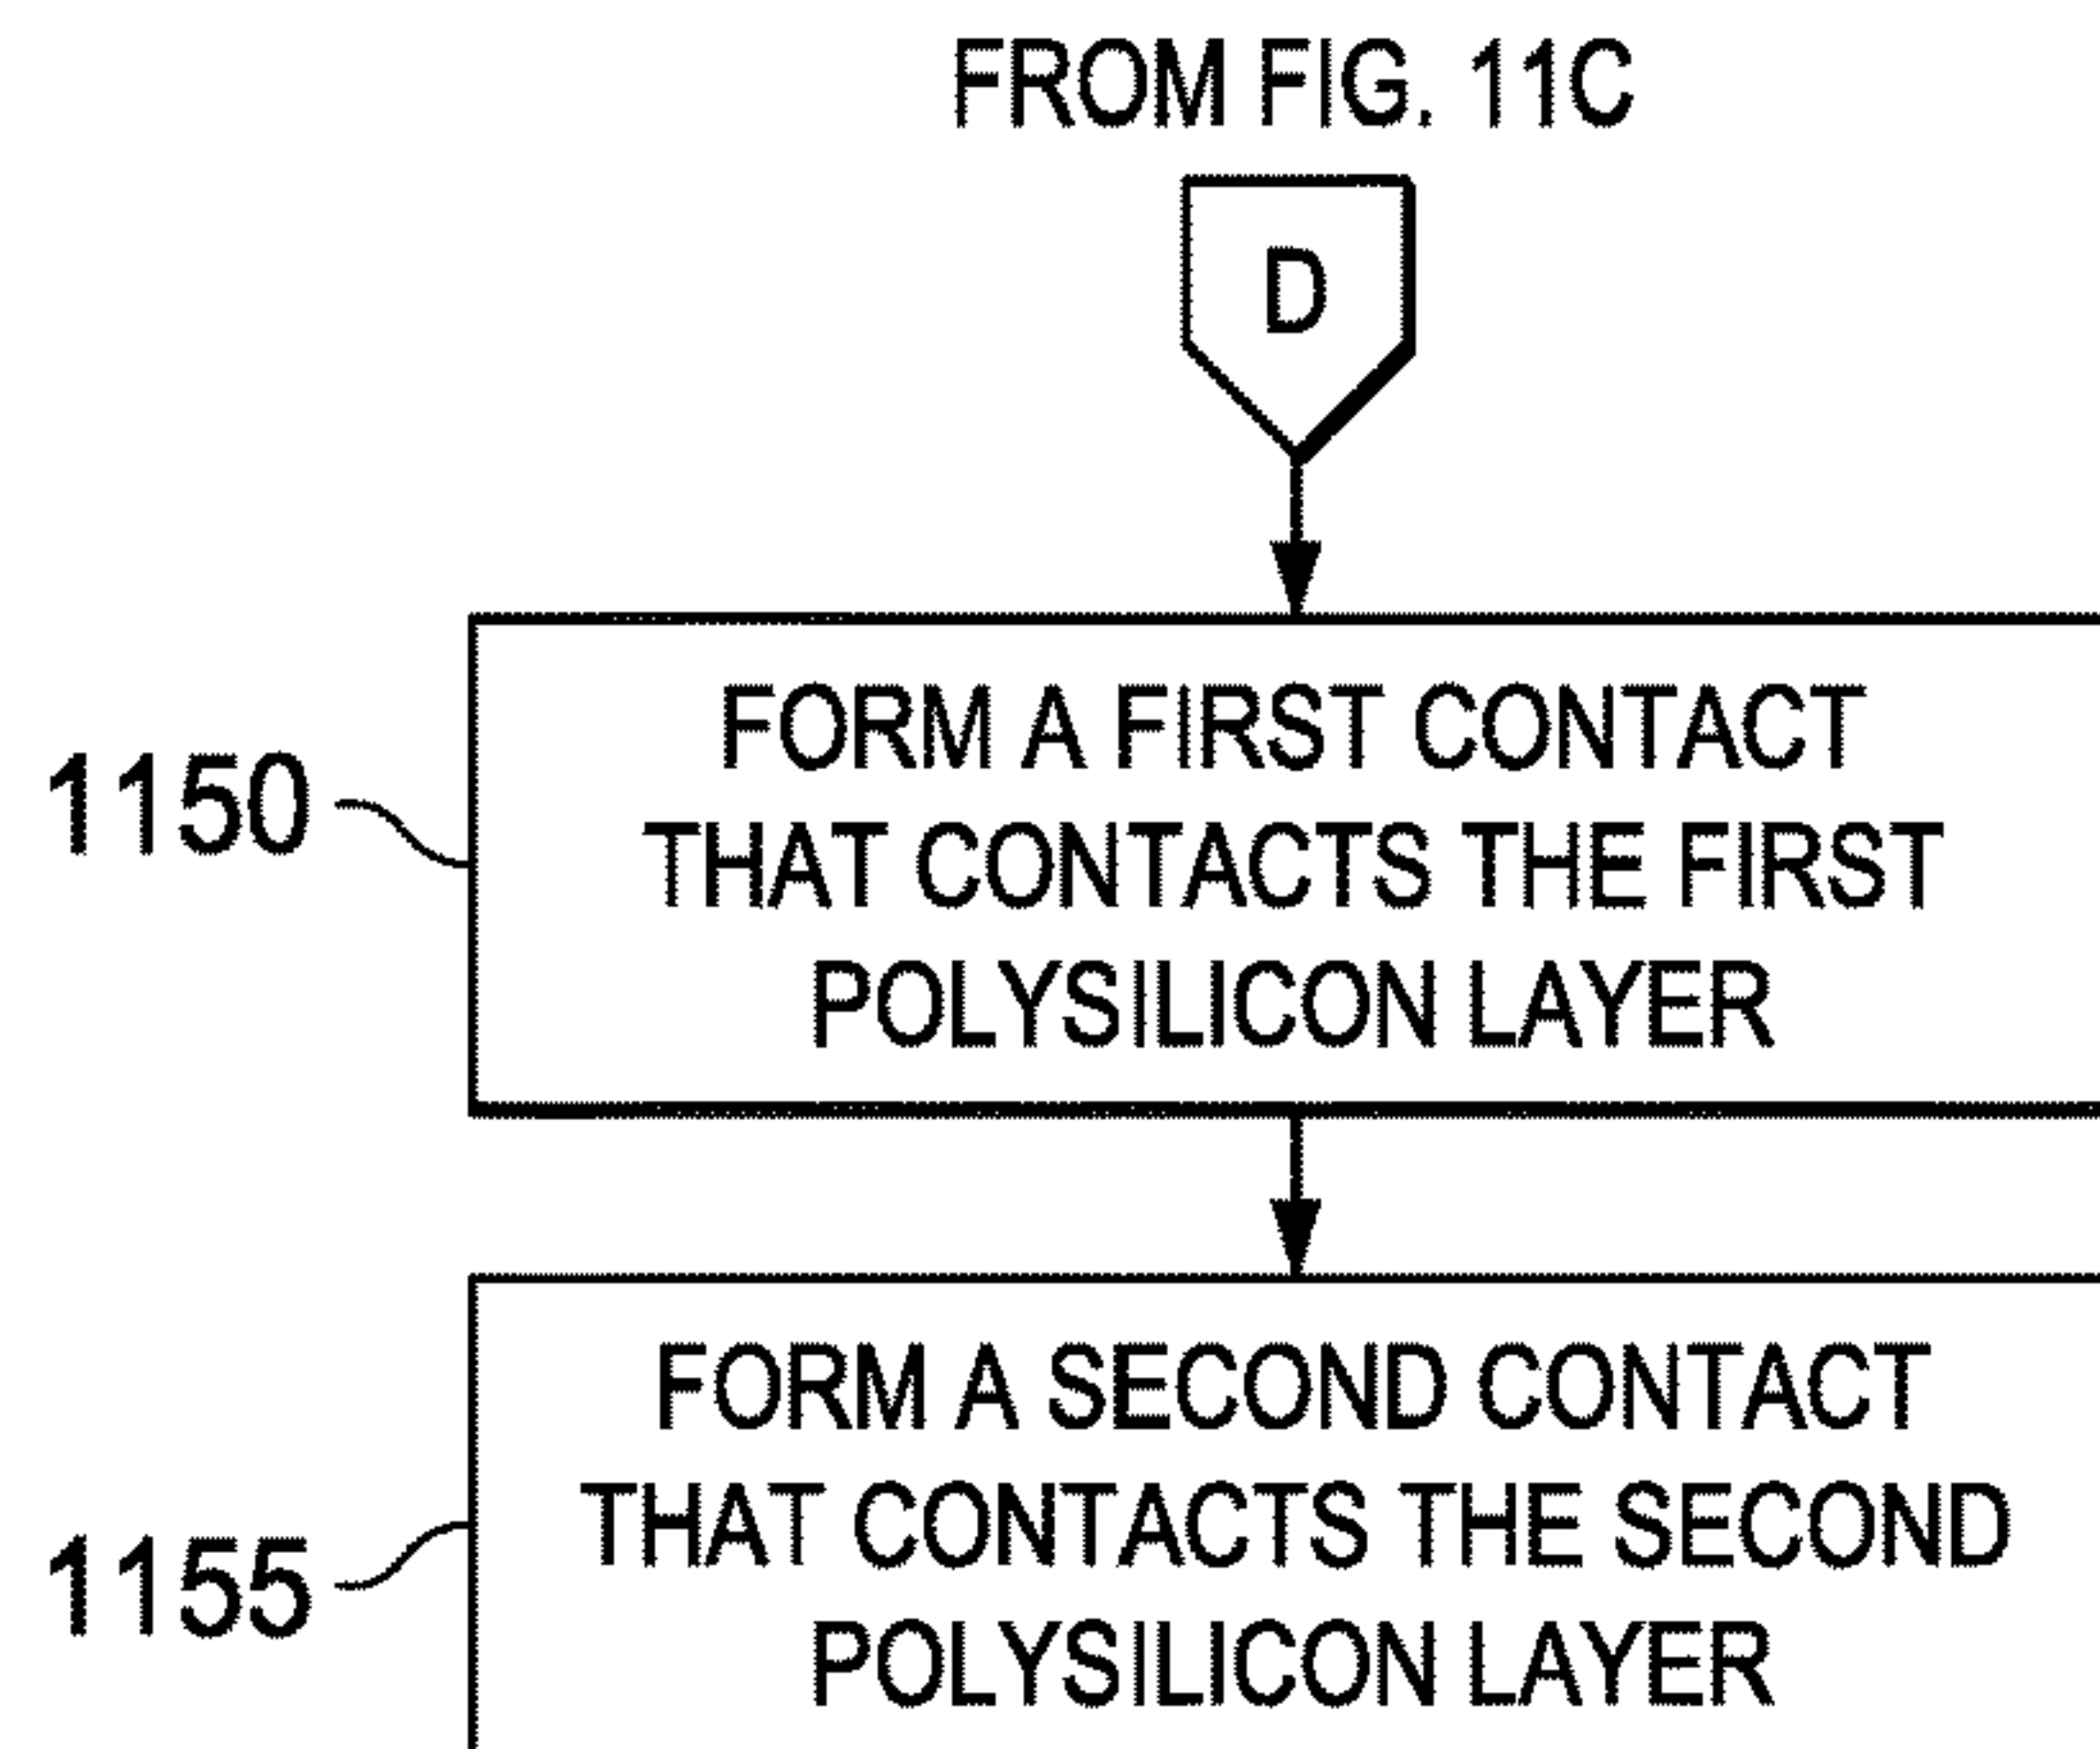 FROM FIG. 11C
D
FORM A FIRST CONTACT
THAT CONTACTS THE FIRST
POLYSILICON LAYER
1150
FORM A SECOND CONTACT
THAT CONTACTS THE SECOND
POLYSILICON LAYER
1155